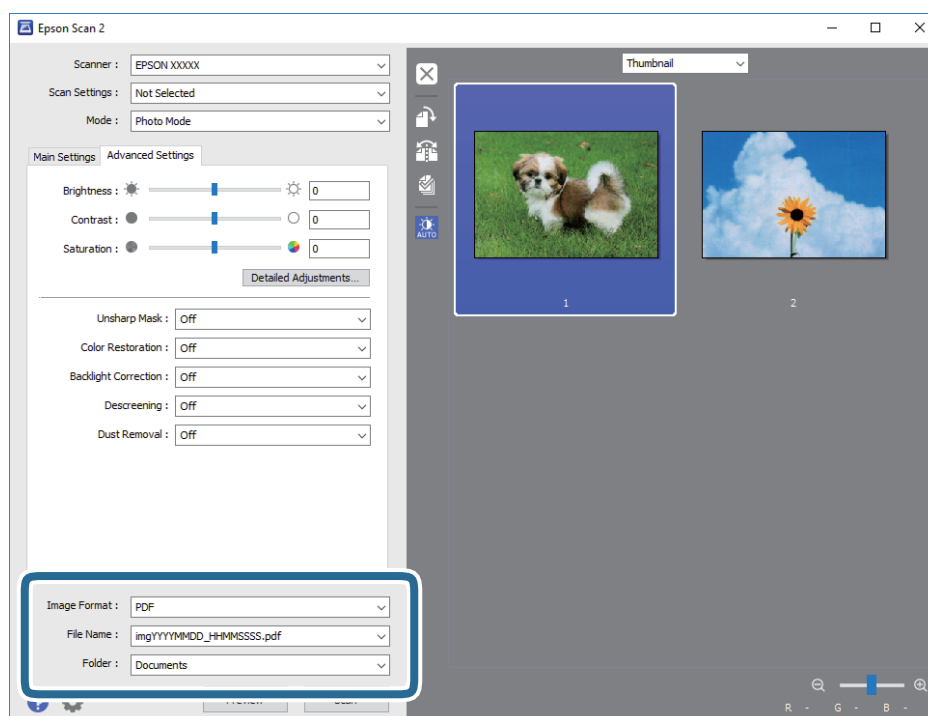 Epson Scan 2
Scanner : EPSON XXXXX
Scan Settings : Not Selected
Mode : Photo Mode
Main Settings Advanced Settings
Brightness : 0
Contrast : 0
Saturation : 0
Detailed Adjustments...
Unsharp Mask : Off
Color Restoration : Off
Backlight Correction : Off
Descreening : Off
Dust Removal : Off
Image Format : PDF
File Name : imgYYYYMMDD_HHMMSSSS.pdf
Folder : Documents
Preview Scan
Thumbnail
AUTO
1 2
R - G - B -